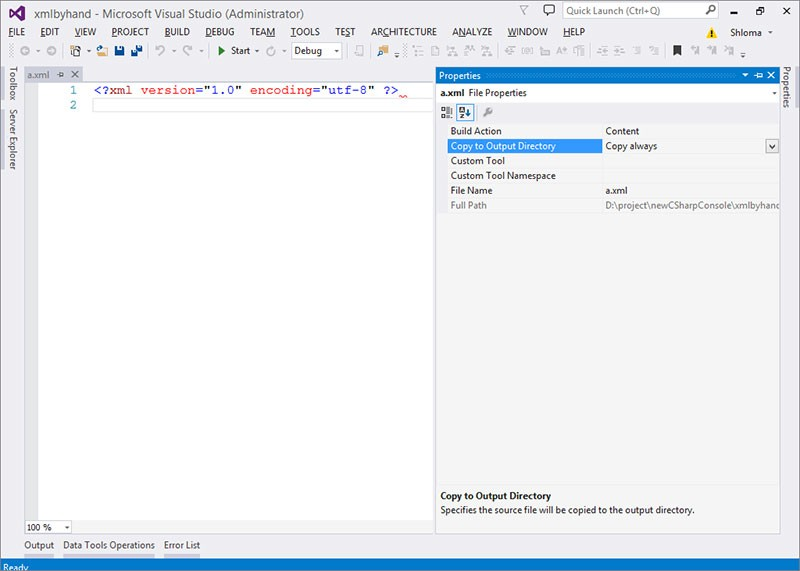 xmlbyhand - Microsoft Visual Studio (Administrator)
Quick Launch (Ctrl+Q)
FILE EDIT VIEW PROJECT BUILD DEBUG TEAM TOOLS TEST ARCHITECTURE ANALYZE WINDOW HELP Shloma
Start Debug
Toolbox
Server Explorer
a.xml
1 <?xml version="1.0" encoding="utf-8" ?>
2
100 %
Properties
a.xml File Properties
Build Action Content
Copy to Output Directory Copy always
Custom Tool
Custom Tool Namespace
File Name a.xml
Full Path D:\project\newCSharpConsole\xmlbyhand
Copy to Output Directory
Specifies the source file will be copied to the output directory.
Properties
Output Data Tools Operations Error List
Ready